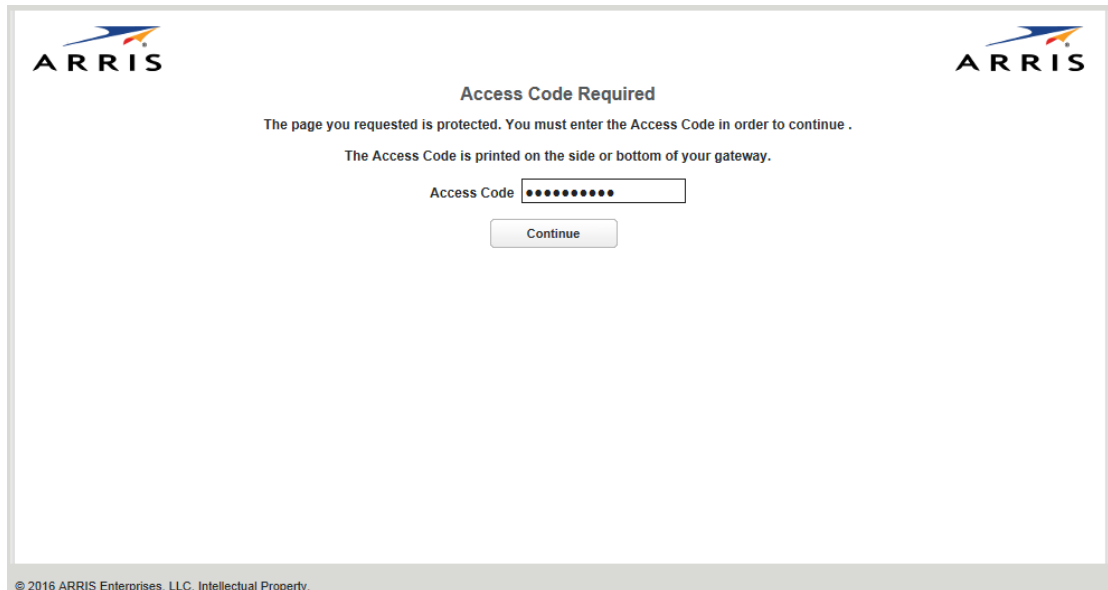 ARRIS
ARRIS
Access Code Required
The page you requested is protected. You must enter the Access Code in order to continue .
The Access Code is printed on the side or bottom of your gateway.
Access Code ••••••••••
Continue
© 2016 ARRIS Enterprises, LLC. Intellectual Property.